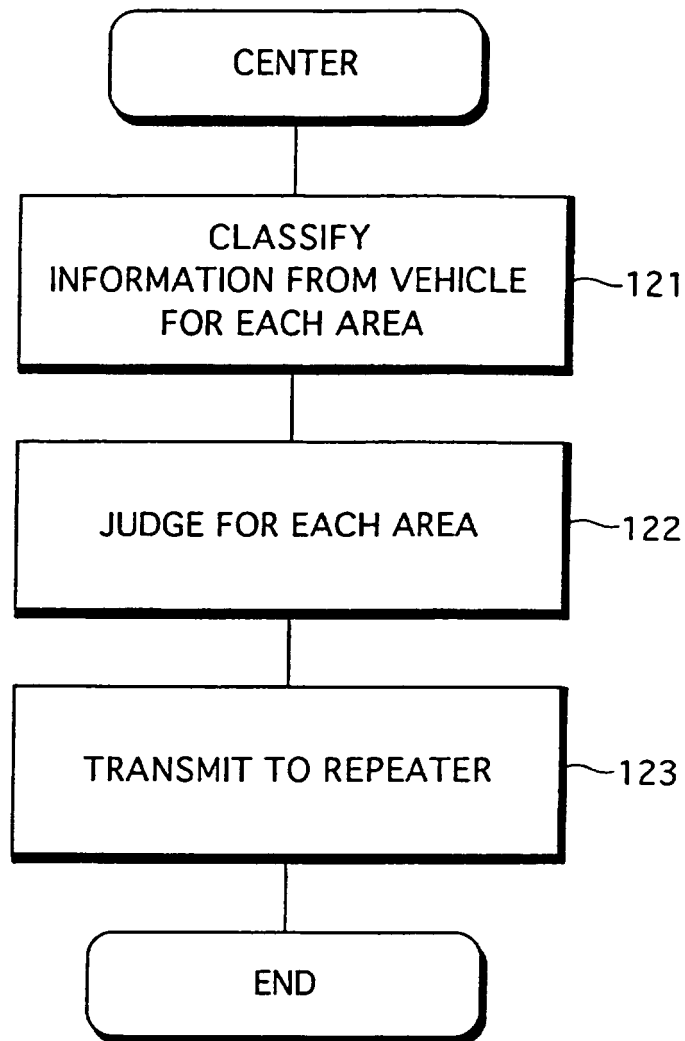 CENTER
CLASSIFY
INFORMATION FROM VEHICLE
FOR EACH AREA
121
JUDGE FOR EACH AREA
122
TRANSMIT TO REPEATER
123
END